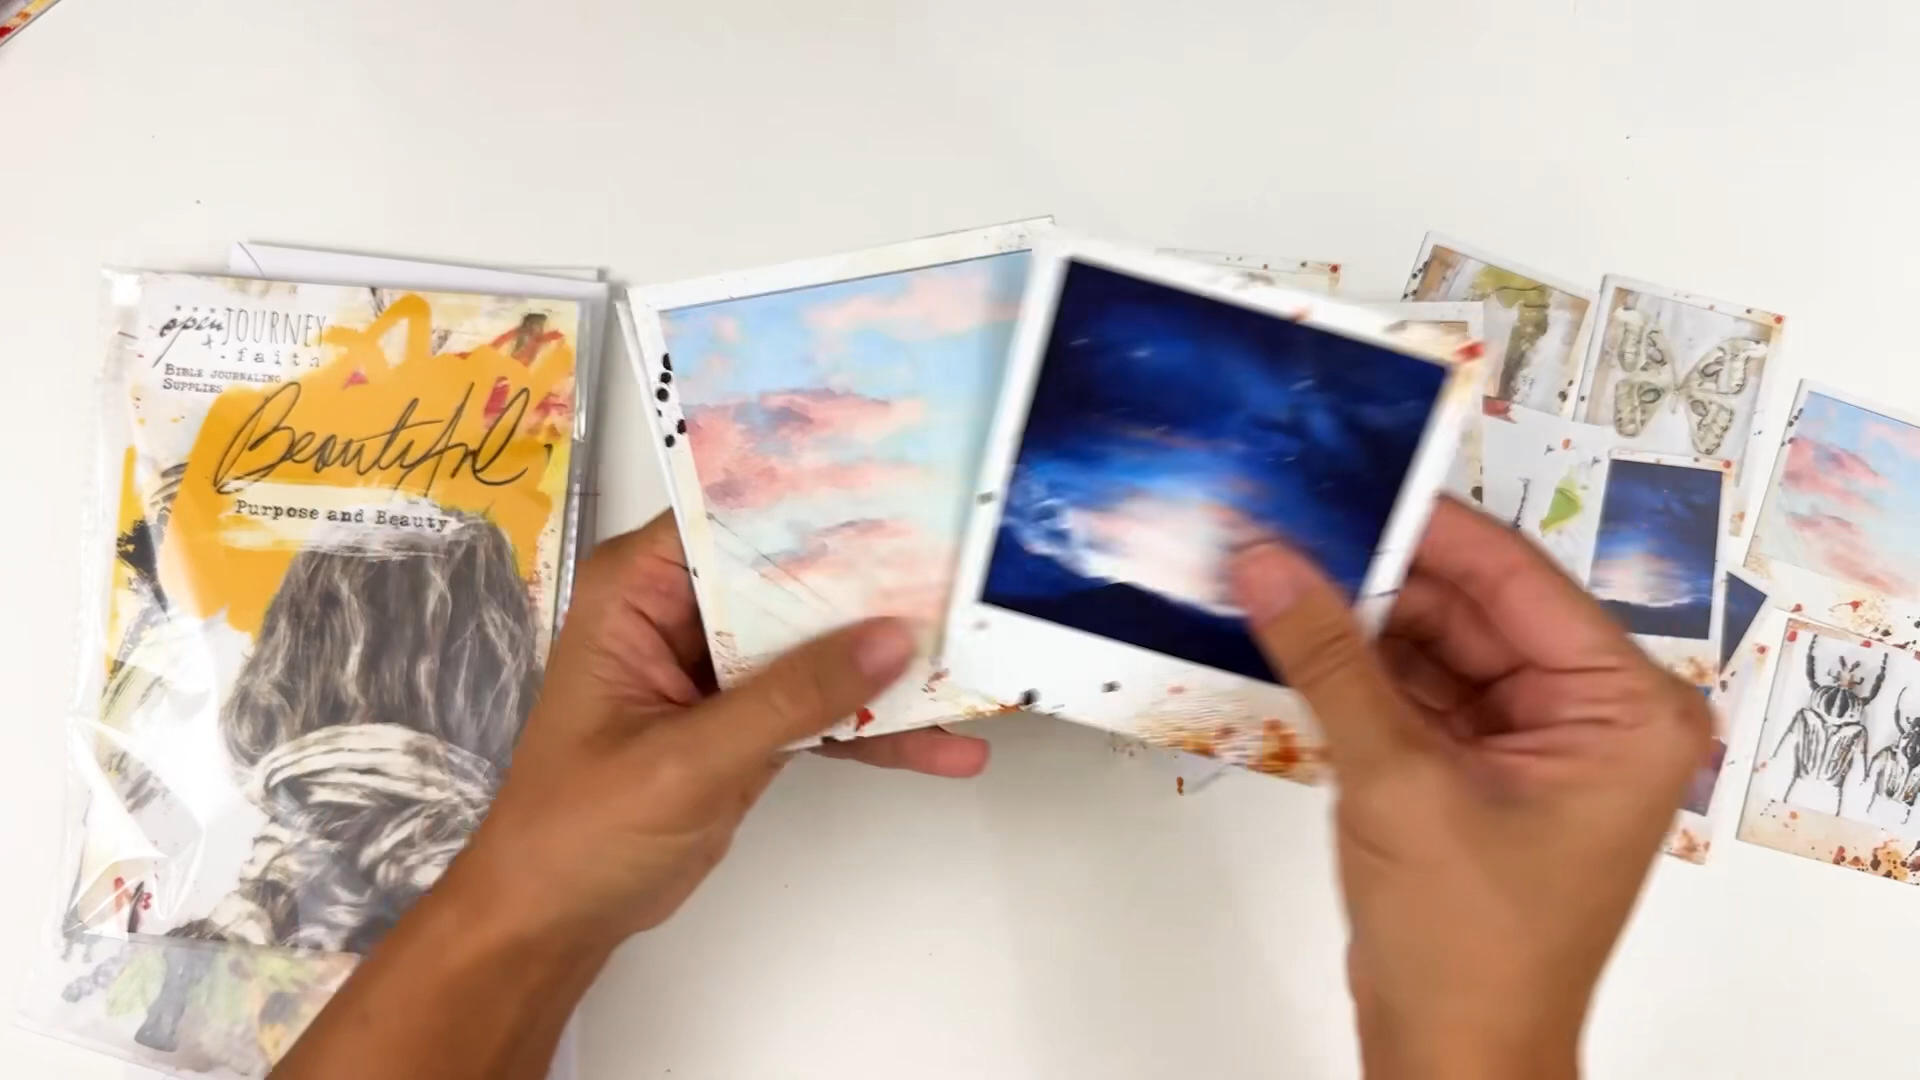 open JOURNEY
+ .faith
BIBLE JOURNALING
SUPPLIES
Beautiful
Purpose and Beauty